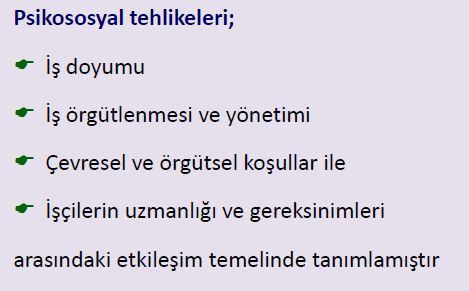 Psikososyal tehlikeleri;
☛ İş doyumu
☛ İş örgütlenmesi ve yönetimi
☛ Çevresel ve örgütsel koşullar ile
☛ İşçilerin uzmanlığı ve gereksinimleri
arasındaki etkileşim temelinde tanımlamıştır